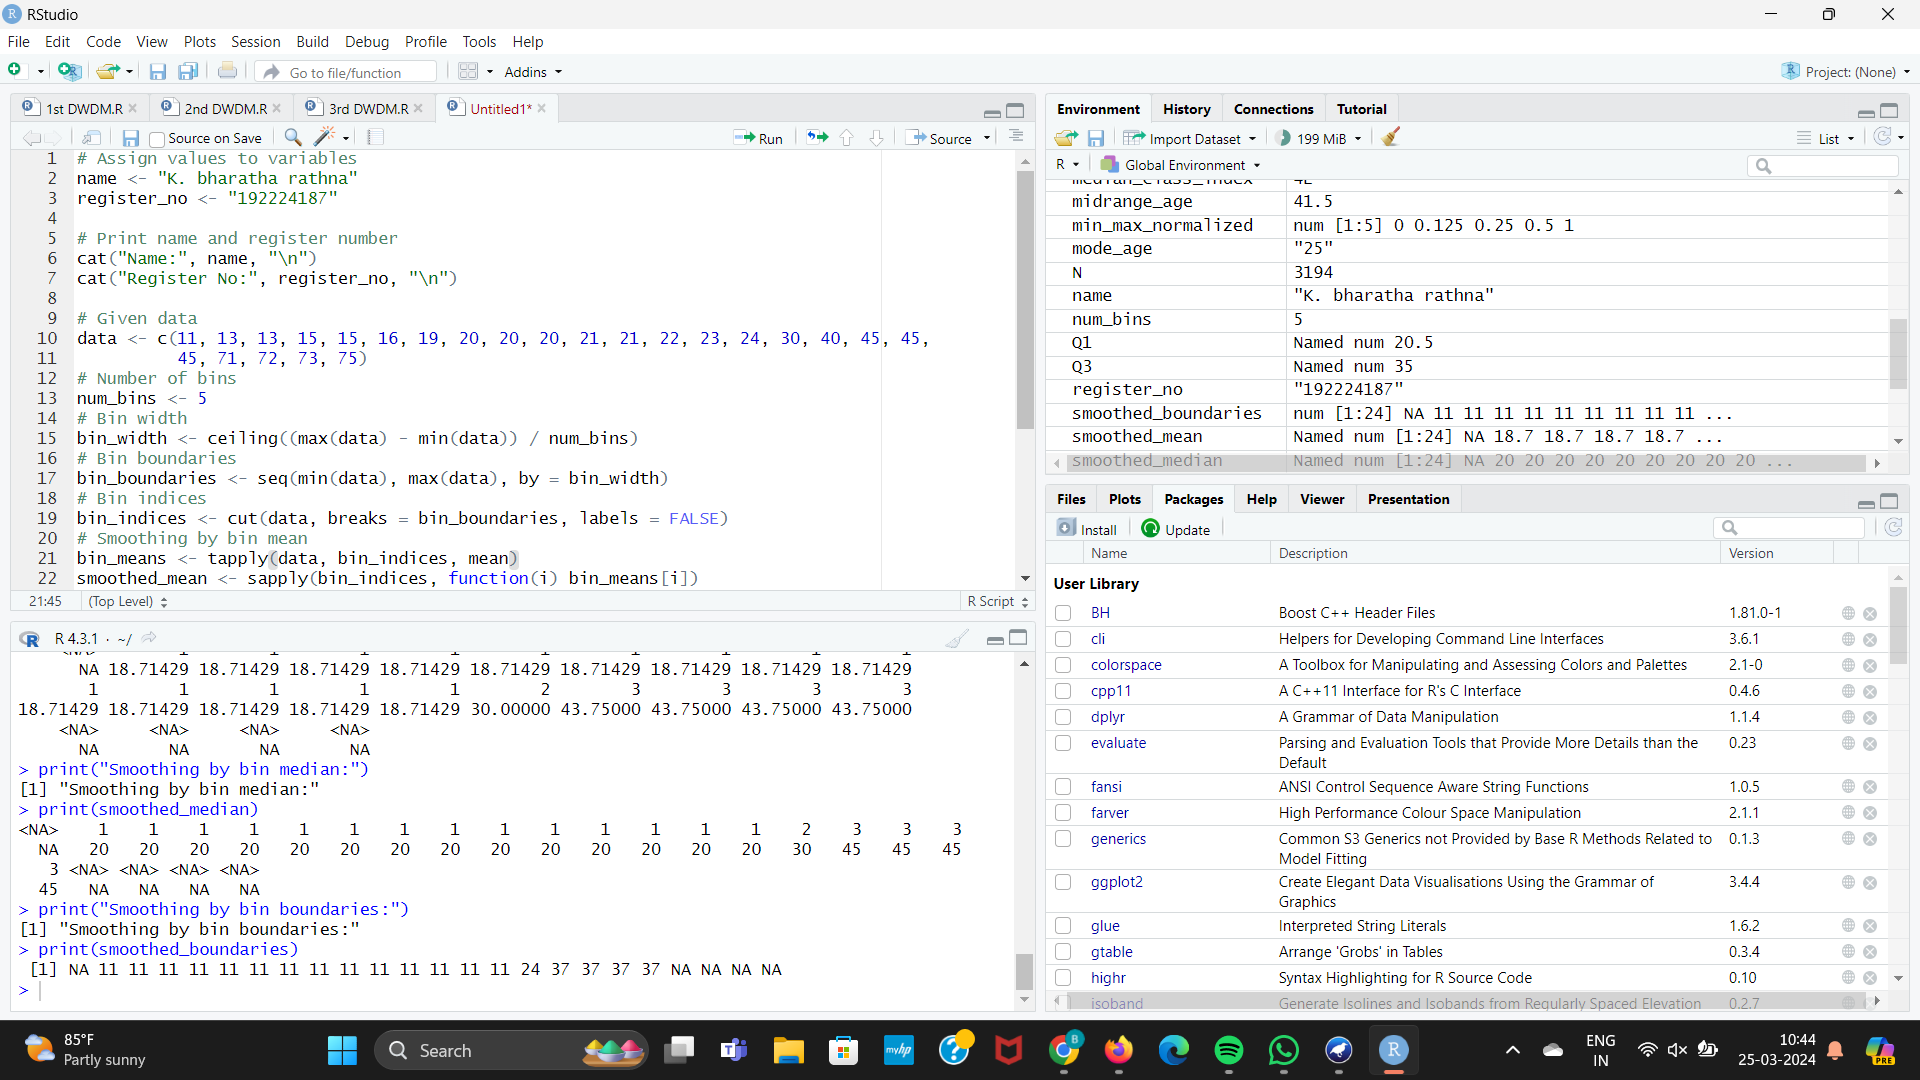 RStudio
File Edit Code View Plots Session Build Debug Profile Tools Help
Go to file/function Addins Project: (None)
1st DWDM.R 2nd DWDM.R 3rd DWDM.R Untitled1*
Source on Save Run Source
1 # Assign values to variables
2 name <- "K. bharatha rathna"
3 register_no <- "192224187"
4
5 # Print name and register number
6 cat("Name:", name, "\n")
7 cat("Register No:", register_no, "\n")
8
9 # Given data
10 data <- c(11, 13, 13, 15, 15, 16, 19, 20, 20, 20, 21, 21, 22, 23, 24, 30, 40, 45, 45,
11 45, 71, 72, 73, 75)
12 # Number of bins
13 num_bins <- 5
14 # Bin width
15 bin_width <- ceiling((max(data) - min(data)) / num_bins)
16 # Bin boundaries
17 bin_boundaries <- seq(min(data), max(data), by = bin_width)
18 # Bin indices
19 bin_indices <- cut(data, breaks = bin_boundaries, labels = FALSE)
20 # Smoothing by bin mean
21 bin_means <- tapply(data, bin_indices, mean)
22 smoothed_mean <- sapply(bin_indices, function(i) bin_means[i])
21:45 (Top Level) R Script
R 4.3.1 · ~/
NA 18.71429 18.71429 18.71429 18.71429 18.71429 18.71429 18.71429 18.71429 18.71429
1 1 1 1 1 2 3 3 3 3
18.71429 18.71429 18.71429 18.71429 18.71429 30.00000 43.75000 43.75000 43.75000 43.75000
<NA> <NA> <NA> <NA>
NA NA NA NA
> print("Smoothing by bin median:")
[1] "Smoothing by bin median:"
> print(smoothed_median)
<NA> 1 1 1 1 1 1 1 1 1 1 1 1 1 1 2 3 3 3
NA 20 20 20 20 20 20 20 20 20 20 20 20 20 20 30 45 45 45
3 <NA> <NA> <NA> <NA>
45 NA NA NA NA
> print("Smoothing by bin boundaries:")
[1] "Smoothing by bin boundaries:"
> print(smoothed_boundaries)
[1] NA 11 11 11 11 11 11 11 11 11 11 11 11 11 11 24 37 37 37 37 NA NA NA NA
>
Environment History Connections Tutorial
Import Dataset 199 MiB List
R Global Environment
median_class_index 4L
midrange_age 41.5
min_max_normalized num [1:5] 0 0.125 0.25 0.5 1
mode_age "25"
N 3194
name "K. bharatha rathna"
num_bins 5
Q1 Named num 20.5
Q3 Named num 35
register_no "192224187"
smoothed_boundaries num [1:24] NA 11 11 11 11 11 11 11 11 11 ...
smoothed_mean Named num [1:24] NA 18.7 18.7 18.7 18.7 ...
smoothed_median Named num [1:24] NA 20 20 20 20 20 20 20 20 20 ...
Files Plots Packages Help Viewer Presentation
Install Update
Name Description Version
User Library
BH Boost C++ Header Files 1.81.0-1
cli Helpers for Developing Command Line Interfaces 3.6.1
colorspace A Toolbox for Manipulating and Assessing Colors and Palettes 2.1-0
cpp11 A C++11 Interface for R's C Interface 0.4.6
dplyr A Grammar of Data Manipulation 1.1.4
evaluate Parsing and Evaluation Tools that Provide More Details than the 0.23
Default
fansi ANSI Control Sequence Aware String Functions 1.0.5
farver High Performance Colour Space Manipulation 2.1.1
generics Common S3 Generics not Provided by Base R Methods Related to 0.1.3
Model Fitting
ggplot2 Create Elegant Data Visualisations Using the Grammar of 3.4.4
Graphics
glue Interpreted String Literals 1.6.2
gtable Arrange 'Grobs' in Tables 0.3.4
highr Syntax Highlighting for R Source Code 0.10
isoband Generate Isolines and Isobands from Regularly Spaced Elevation 0.2.7
85°F
Partly sunny
Search
myhp
B
R
ENG
IN
10:44
25-03-2024
PRE